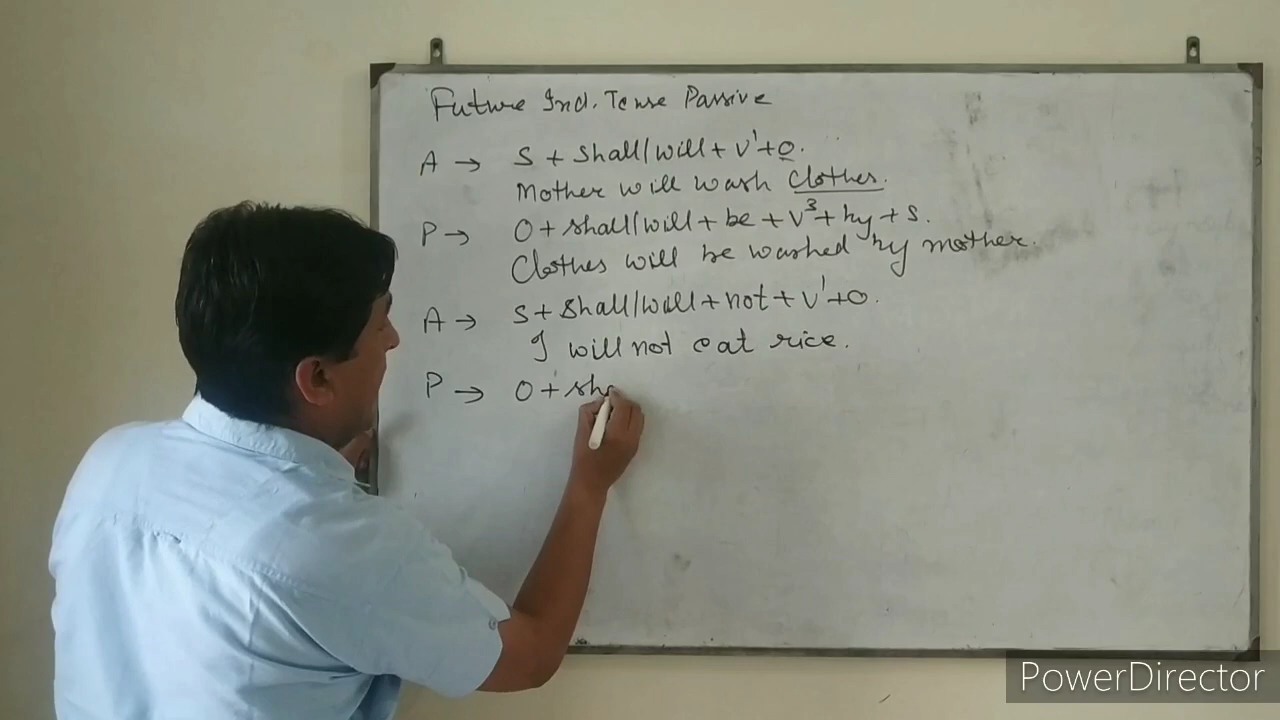 Future Ind. Tense Passive
A → S + shall/will + V¹ + O.
Mother will wash clothes.
P → O + shall/will + be + V³ + by + S.
Clothes will be washed by mother.
A → S + shall/will + not + V¹ + O.
I will not eat rice.
P → O + sha
PowerDirector